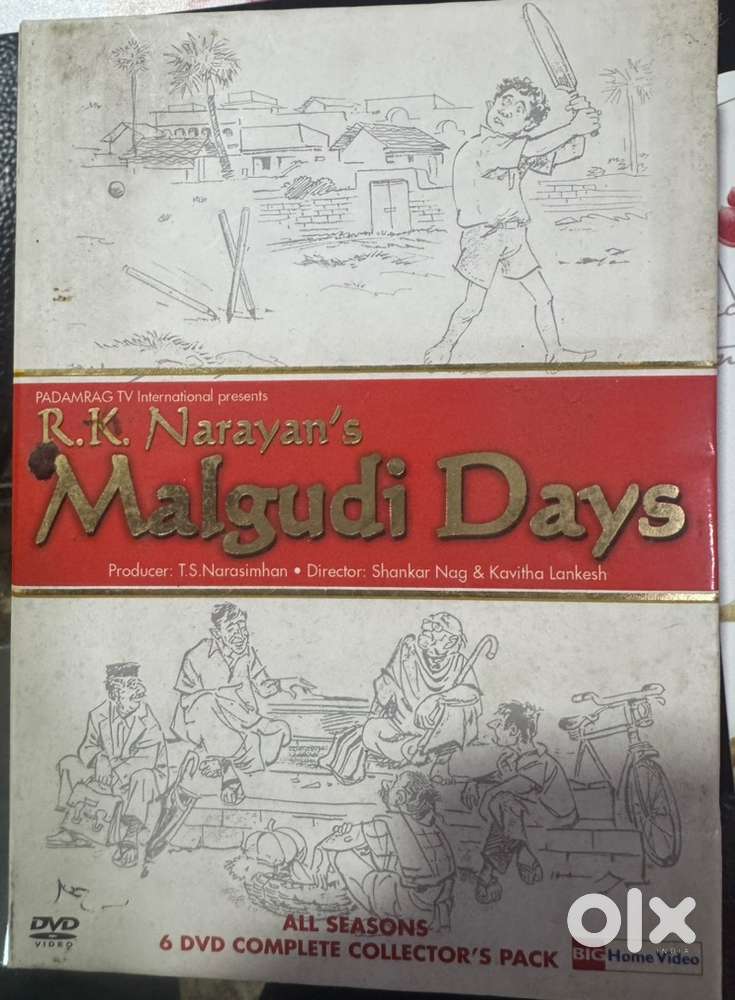 PADAMRAG TV International presents
R.K. Narayan's
Malgudi Days
Producer: T.S.Narasimhan • Director: Shankar Nag & Kavitha Lankesh
DVD
VIDEO
ALL SEASONS
6 DVD COMPLETE COLLECTOR'S PACK
BIG Home Video
olx
INDIA